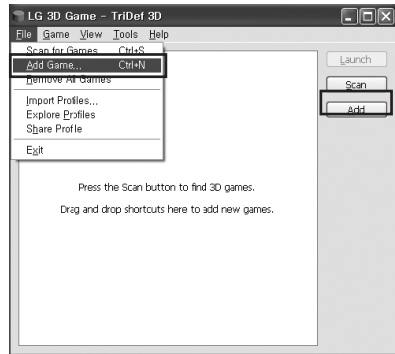 LG 3D Game - TriDef 3D
File Game View Tools Help
Scan for Games Ctrl+S
Add Game... Ctrl+N
Remove All Games
Import Profiles...
Explore Profiles
Share Profile
Exit
Launch
Scan
Add
Press the Scan button to find 3D games.
Drag and drop shortcuts here to add new games.